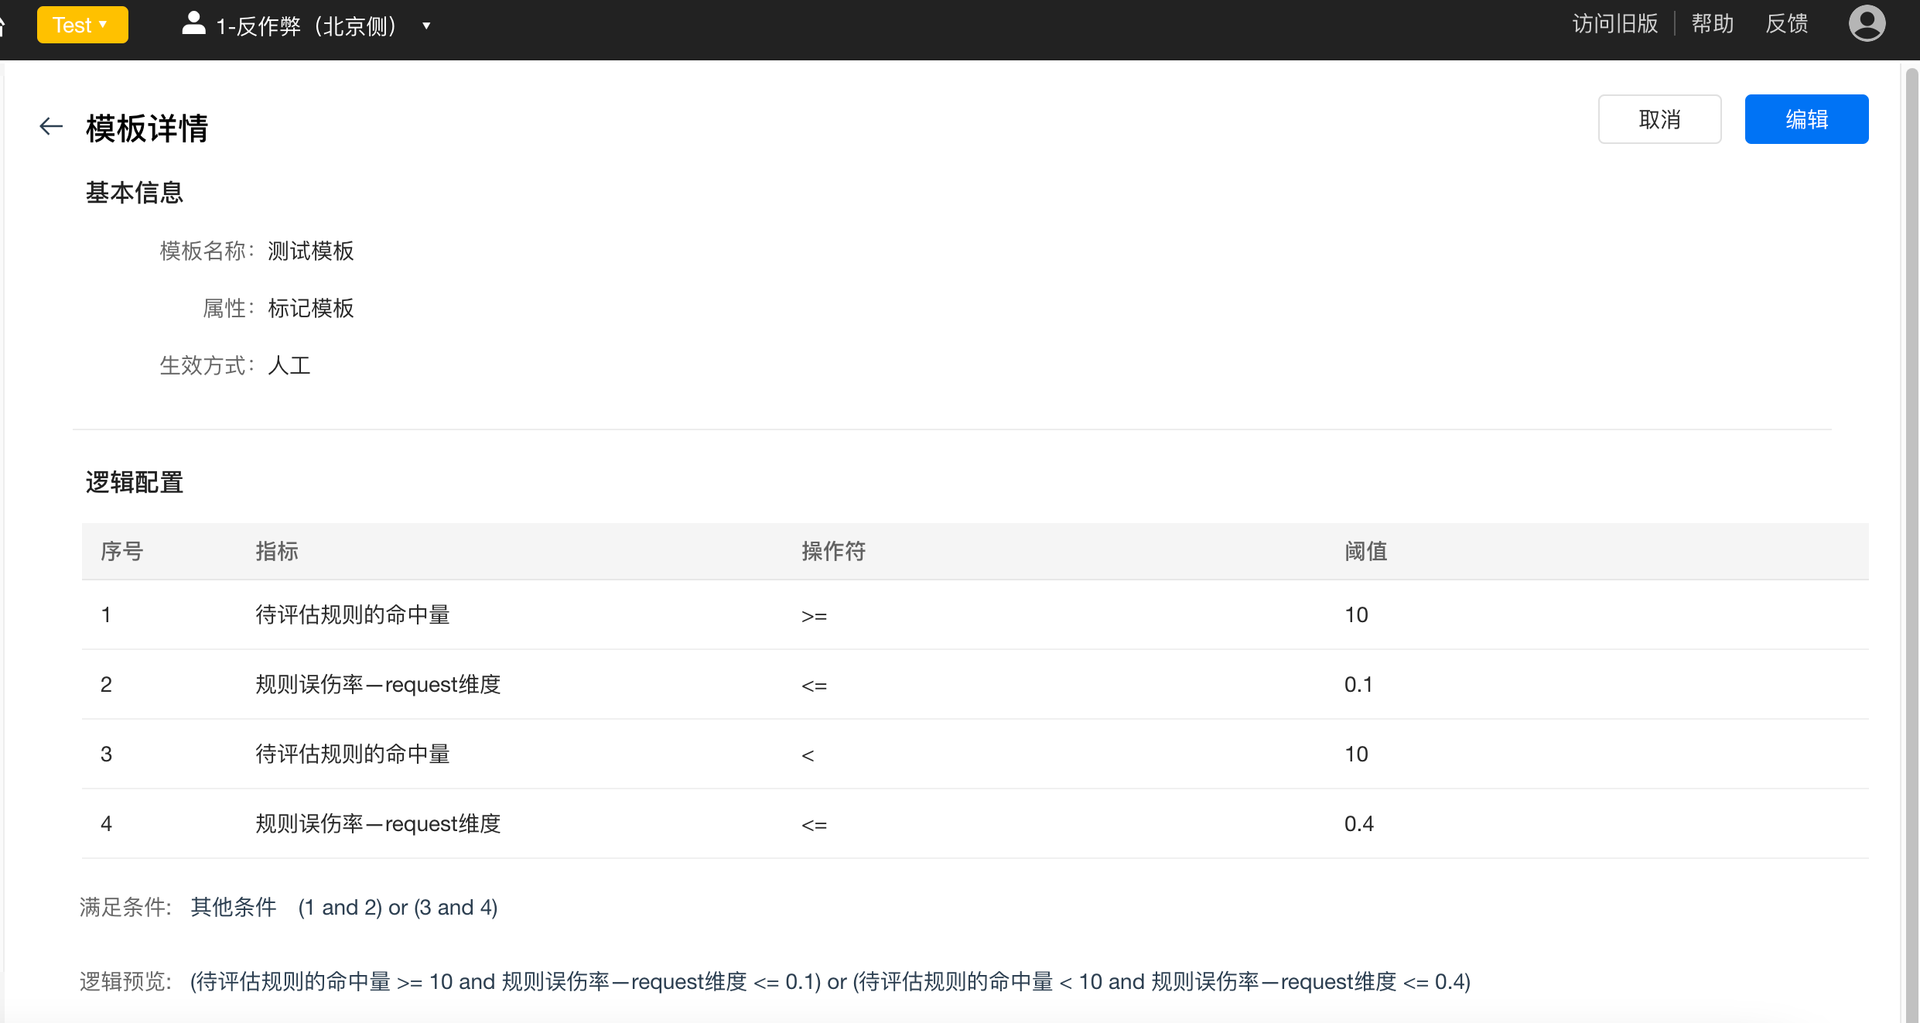 Test
1-反作弊（北京侧）
访问旧版
帮助
反馈
模板详情
取消
编辑
基本信息
模板名称： 测试模板
属性： 标记模板
生效方式： 人工
逻辑配置
序号 指标 操作符 阈值
1 待评估规则的命中量 >= 10
2 规则误伤率—request维度 <= 0.1
3 待评估规则的命中量 < 10
4 规则误伤率—request维度 <= 0.4
满足条件: 其他条件 (1 and 2) or (3 and 4)
逻辑预览: (待评估规则的命中量 >= 10 and 规则误伤率—request维度 <= 0.1) or (待评估规则的命中量 < 10 and 规则误伤率—request维度 <= 0.4)